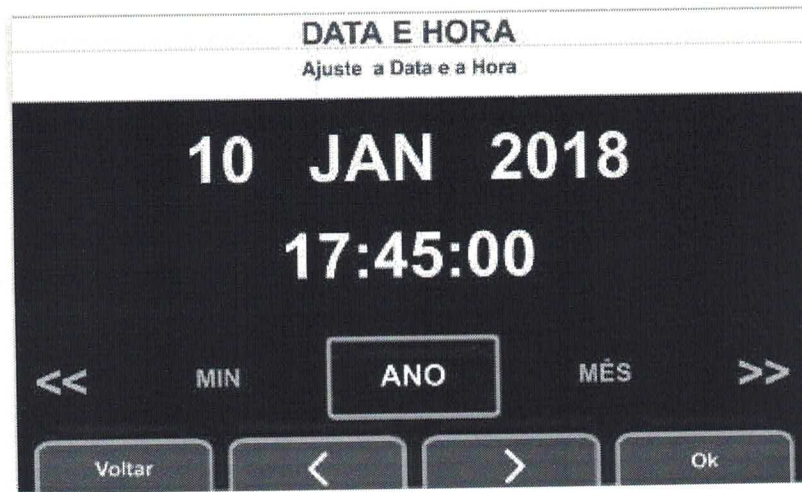 DATA E HORA
Ajuste a Data e a Hora
10 JAN 2018
17:45:00
<< MIN ANO MÊS >>
Voltar < > Ok